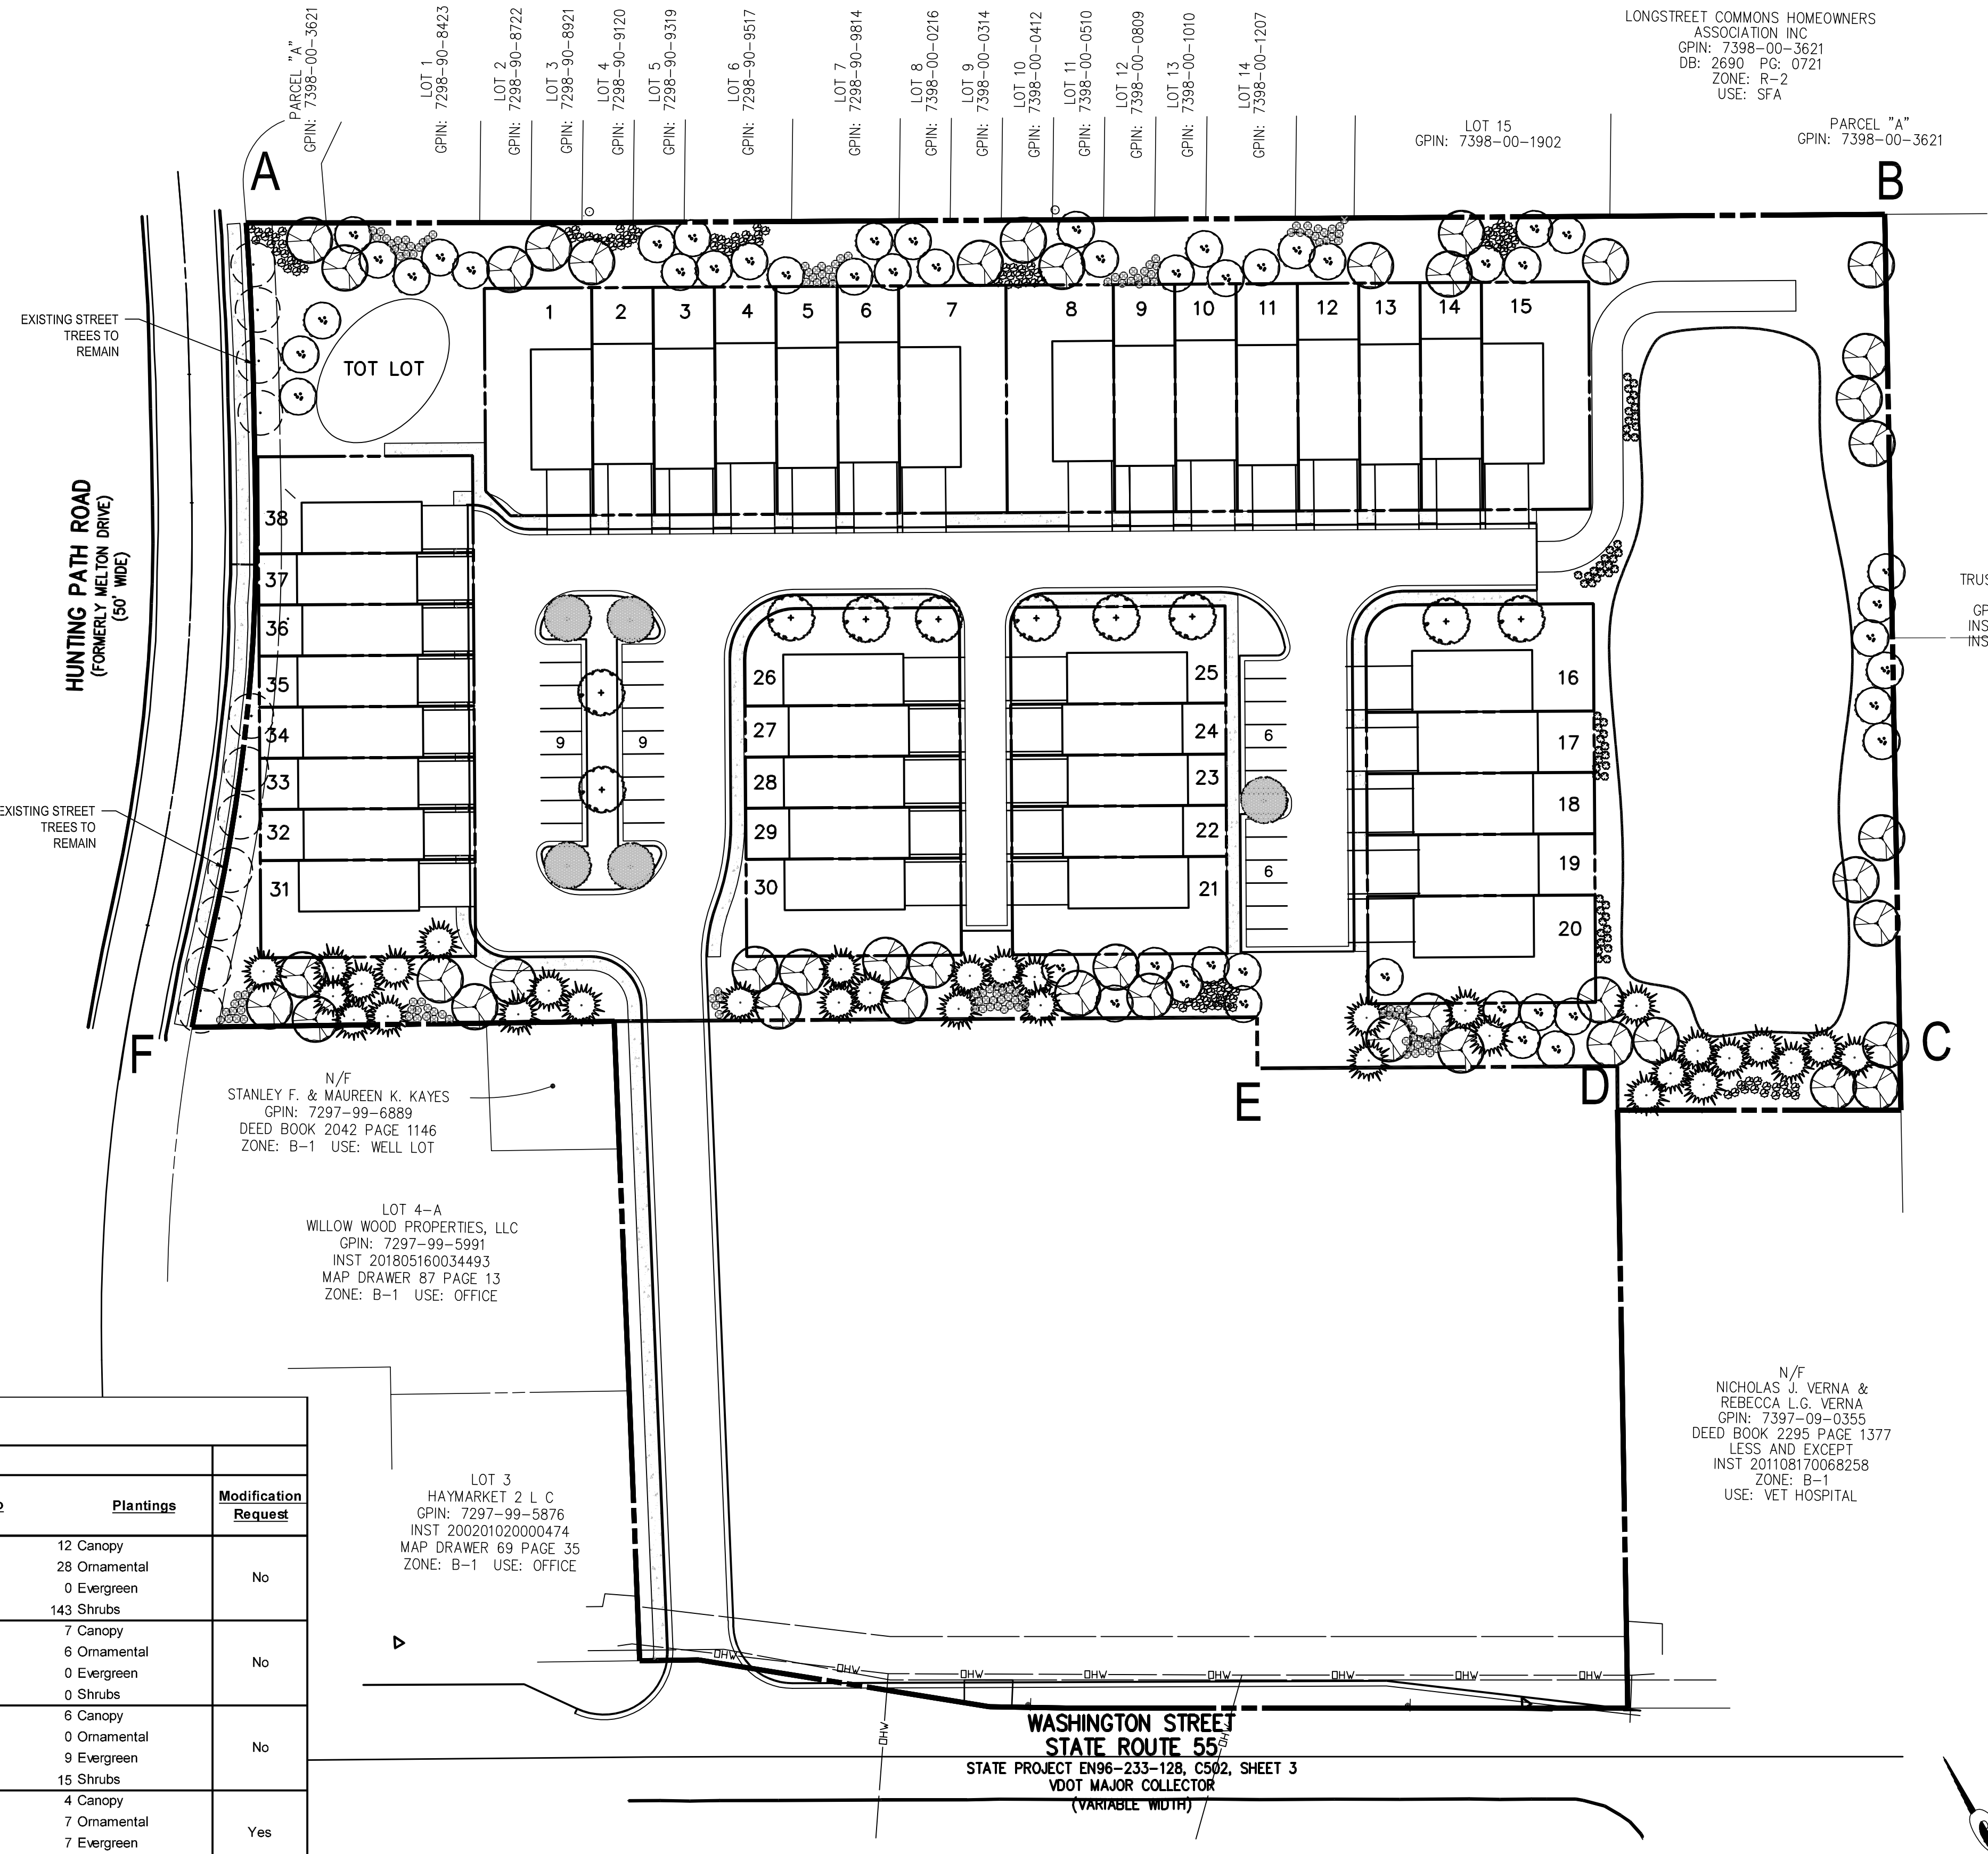 PARCEL "A"
GPIN: 7398-00-3621
LOT 1
GPIN: 7298-90-8423
LOT 2
GPIN: 7298-90-8722
LOT 3
GPIN: 7298-90-8921
LOT 4
GPIN: 7298-90-9120
LOT 5
GPIN: 7298-90-9319
LOT 6
GPIN: 7298-90-9517
LOT 7
GPIN: 7298-90-9814
LOT 8
GPIN: 7398-00-0216
LOT 9
GPIN: 7398-00-0314
LOT 10
GPIN: 7398-00-0412
LOT 11
GPIN: 7398-00-0510
LOT 12
GPIN: 7398-00-0809
LOT 13
GPIN: 7398-00-1010
LOT 14
GPIN: 7398-00-1207
LOT 15
GPIN: 7398-00-1902
LONGSTREET COMMONS HOMEOWNERS
ASSOCIATION INC
GPIN: 7398-00-3621
DB: 2690 PG: 0721
ZONE: R-2
USE: SFA
PARCEL "A"
GPIN: 7398-00-3621
A
B
EXISTING STREET
TREES TO
REMAIN
TOT LOT
1
2
3
4
5
6
7
8
9
10
11
12
13
14
15
HUNTING PATH ROAD
(FORMERLY MELTON DRIVE)
(50' WIDE)
38
37
36
35
34
33
32
31
9
9
26
27
28
29
30
25
24
23
22
21
6
6
16
17
18
19
20
TRUS
GP
INS
INS
EXISTING STREET
TREES TO
REMAIN
F
E
D
C
N/F
STANLEY F. & MAUREEN K. KAYES
GPIN: 7297-99-6889
DEED BOOK 2042 PAGE 1146
ZONE: B-1 USE: WELL LOT
LOT 4-A
WILLOW WOOD PROPERTIES, LLC
GPIN: 7297-99-5991
INST 201805160034493
MAP DRAWER 87 PAGE 13
ZONE: B-1 USE: OFFICE
LOT 3
HAYMARKET 2 L C
GPIN: 7297-99-5876
INST 200201020000474
MAP DRAWER 69 PAGE 35
ZONE: B-1 USE: OFFICE
N/F
NICHOLAS J. VERNA &
REBECCA L.G. VERNA
GPIN: 7397-09-0355
DEED BOOK 2295 PAGE 1377
LESS AND EXCEPT
INST 201108170068258
ZONE: B-1
USE: VET HOSPITAL
Plantings
Modification
Request
12 Canopy
28 Ornamental
0 Evergreen
143 Shrubs
No
7 Canopy
6 Ornamental
0 Evergreen
0 Shrubs
No
6 Canopy
0 Ornamental
9 Evergreen
15 Shrubs
No
4 Canopy
7 Ornamental
7 Evergreen
Yes
OHW
OHW
OHW
OHW
OHW
OHW
OHW
OHW
OHW
OHW
WASHINGTON STREET
STATE ROUTE 55
STATE PROJECT EN96-233-128, C502, SHEET 3
VDOT MAJOR COLLECTOR
(VARIABLE WIDTH)